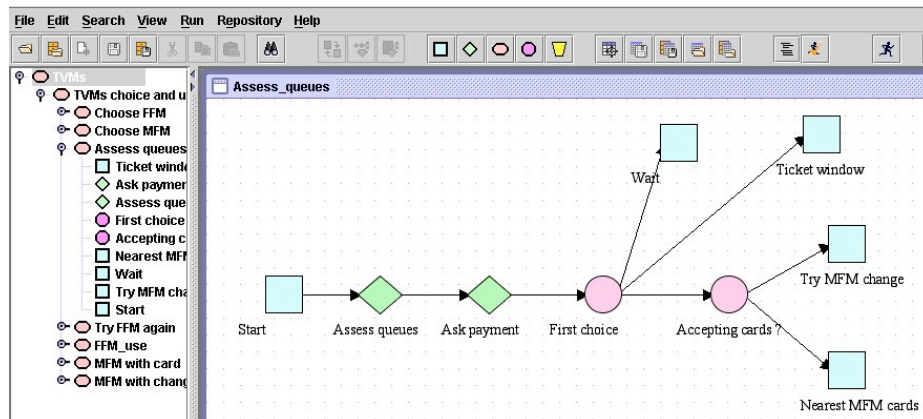 File Edit Search View Run Repository Help
TVMs
TVMs choice and u
Choose FFM
Choose MFM
Assess queues
Ticket wind
Ask paymer
Assess que
First choice
Accepting c
Nearest MF
Wait
Try MFM cha
Start
Try FFM again
FFM_use
MFM with card
MFM with chang
Assess_queues
Wait
Ticket window
Try MFM change
Start
Assess queues
Ask payment
First choice
Accepting cards ?
Nearest MFM cards